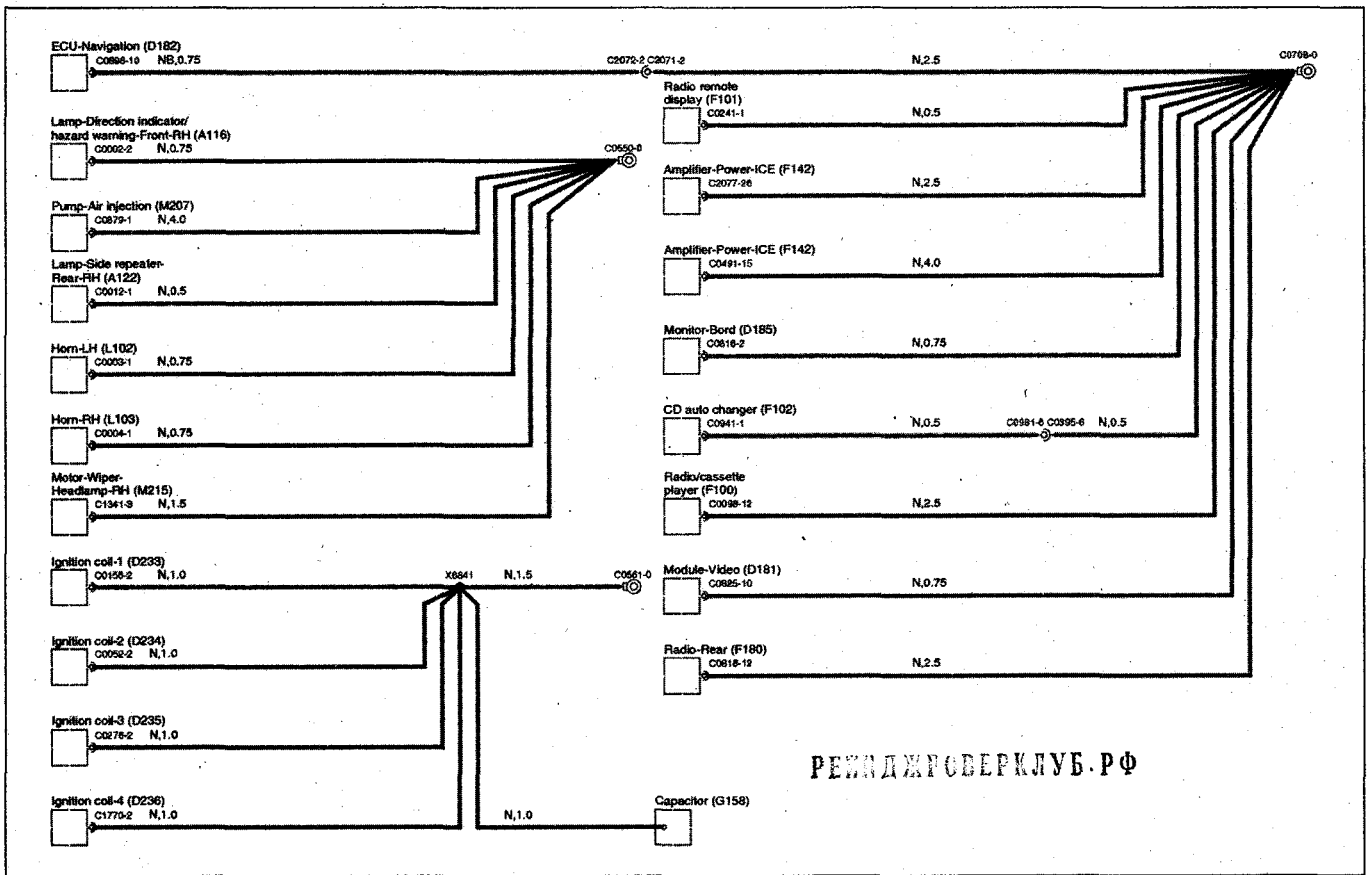 ECU-Navigation (D182)
C0896-10 NB,0.75
C2072-2 C2071-2
N,2.5
C0708-0
Lamp-Direction indicator/
hazard warning-Front-RH (A116)
C0002-2 N,0.75
C0550-0
Pump-Air injection (M207)
C0879-1 N,4.0
Lamp-Side repeater-
Rear-RH (A122)
C0012-1 N,0.5
Horn-LH (L102)
C0003-1 N,0.75
Horn-RH (L103)
C0004-1 N,0.75
Motor-Wiper-
Headlamp-RH (M215)
C1341-3 N,1.5
Ignition coil-1 (D233)
C0156-2 N,1.0
X6841
N,1.5
C0561-0
Ignition coil-2 (D234)
C0052-2 N,1.0
Ignition coil-3 (D235)
C0276-2 N,1.0
Ignition coil-4 (D236)
C1770-2 N,1.0
N,1.0
Capacitor (G158)
Radio remote
display (F101)
C0241-1 N,0.5
Amplifier-Power-ICE (F142)
C2077-26 N,2.5
Amplifier-Power-ICE (F142)
C0491-15 N,4.0
Monitor-Bord (D185)
C0816-2 N,0.75
CD auto changer (F102)
C0941-1 N,0.5 C0981-6 C0395-6 N,0.5
Radio/cassette
player (F100)
C0098-12 N,2.5
Module-Video (D181)
C0825-10 N,0.75
Radio-Rear (F180)
C0818-12 N,2.5
РЕЙНДЖРОВЕРКЛУБ.РФ